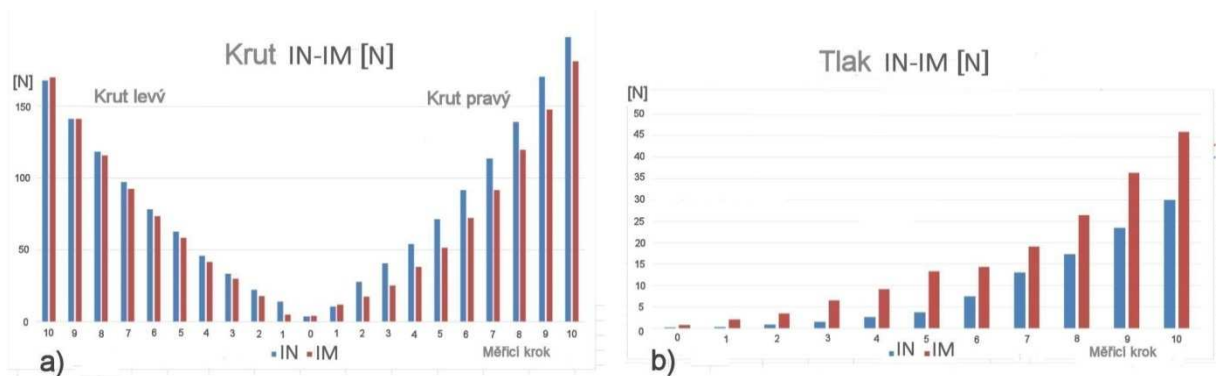 Krut IN-IM [N]
[N]
Krut levý
Krut pravý
150
100
50
0
10 9 8 7 6 5 4 3 2 1 0 1 2 3 4 5 6 7 8 9 10
IN IM
Měřicí krok
a)
Tlak IN-IM [N]
[N]
50
45
40
35
30
25
20
15
10
5
0
0 1 2 3 4 5 6 7 8 9 10
IN IM
Měřicí krok
b)